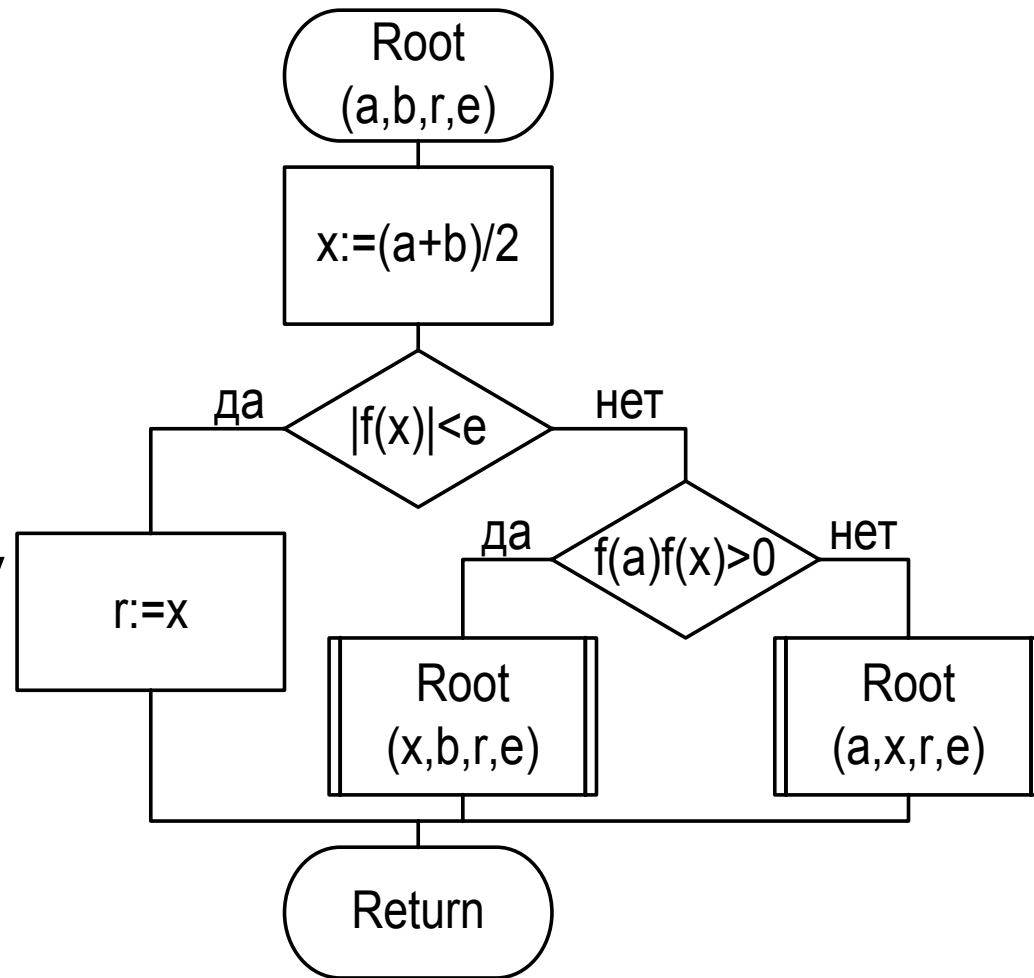 Root
(a,b,r,e)
x:=(a+b)/2
да
|f(x)|<e
нет
r:=x
да
f(a)f(x)>0
нет
Root
(x,b,r,e)
Root
(a,x,r,e)
Return